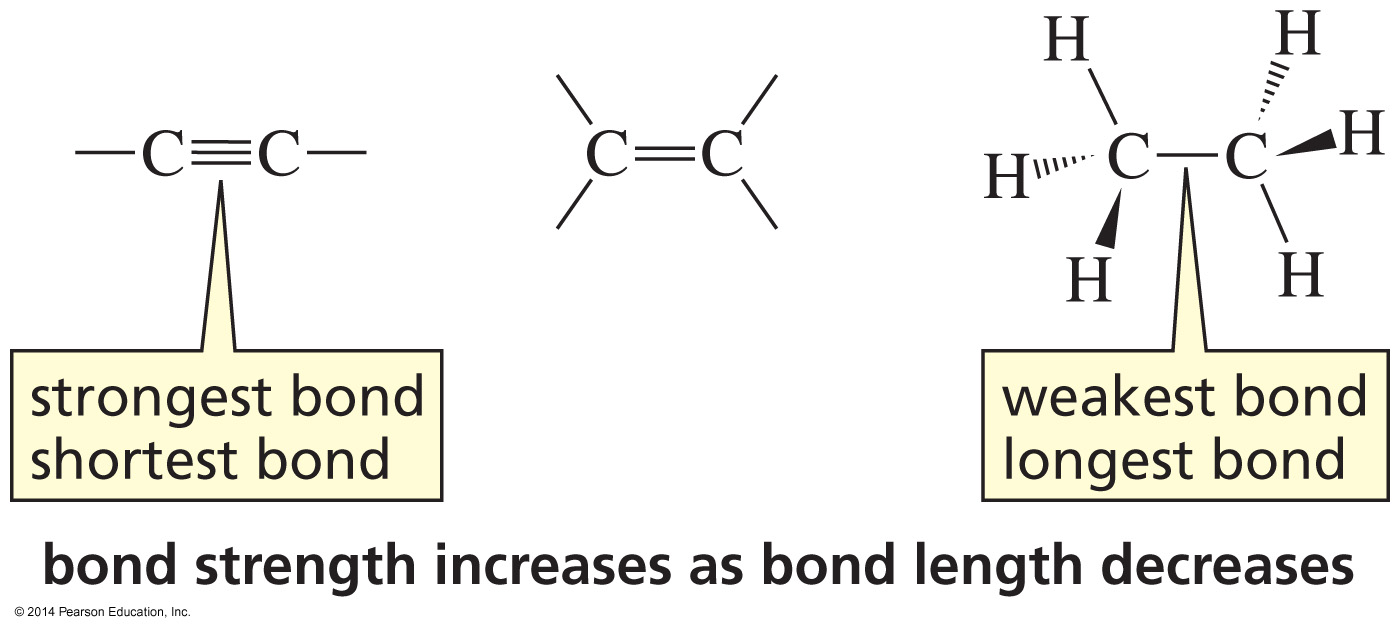 H H
—C≡C— C=C H C—C H
H H
strongest bond weakest bond
shortest bond longest bond
bond strength increases as bond length decreases
© 2014 Pearson Education, Inc.